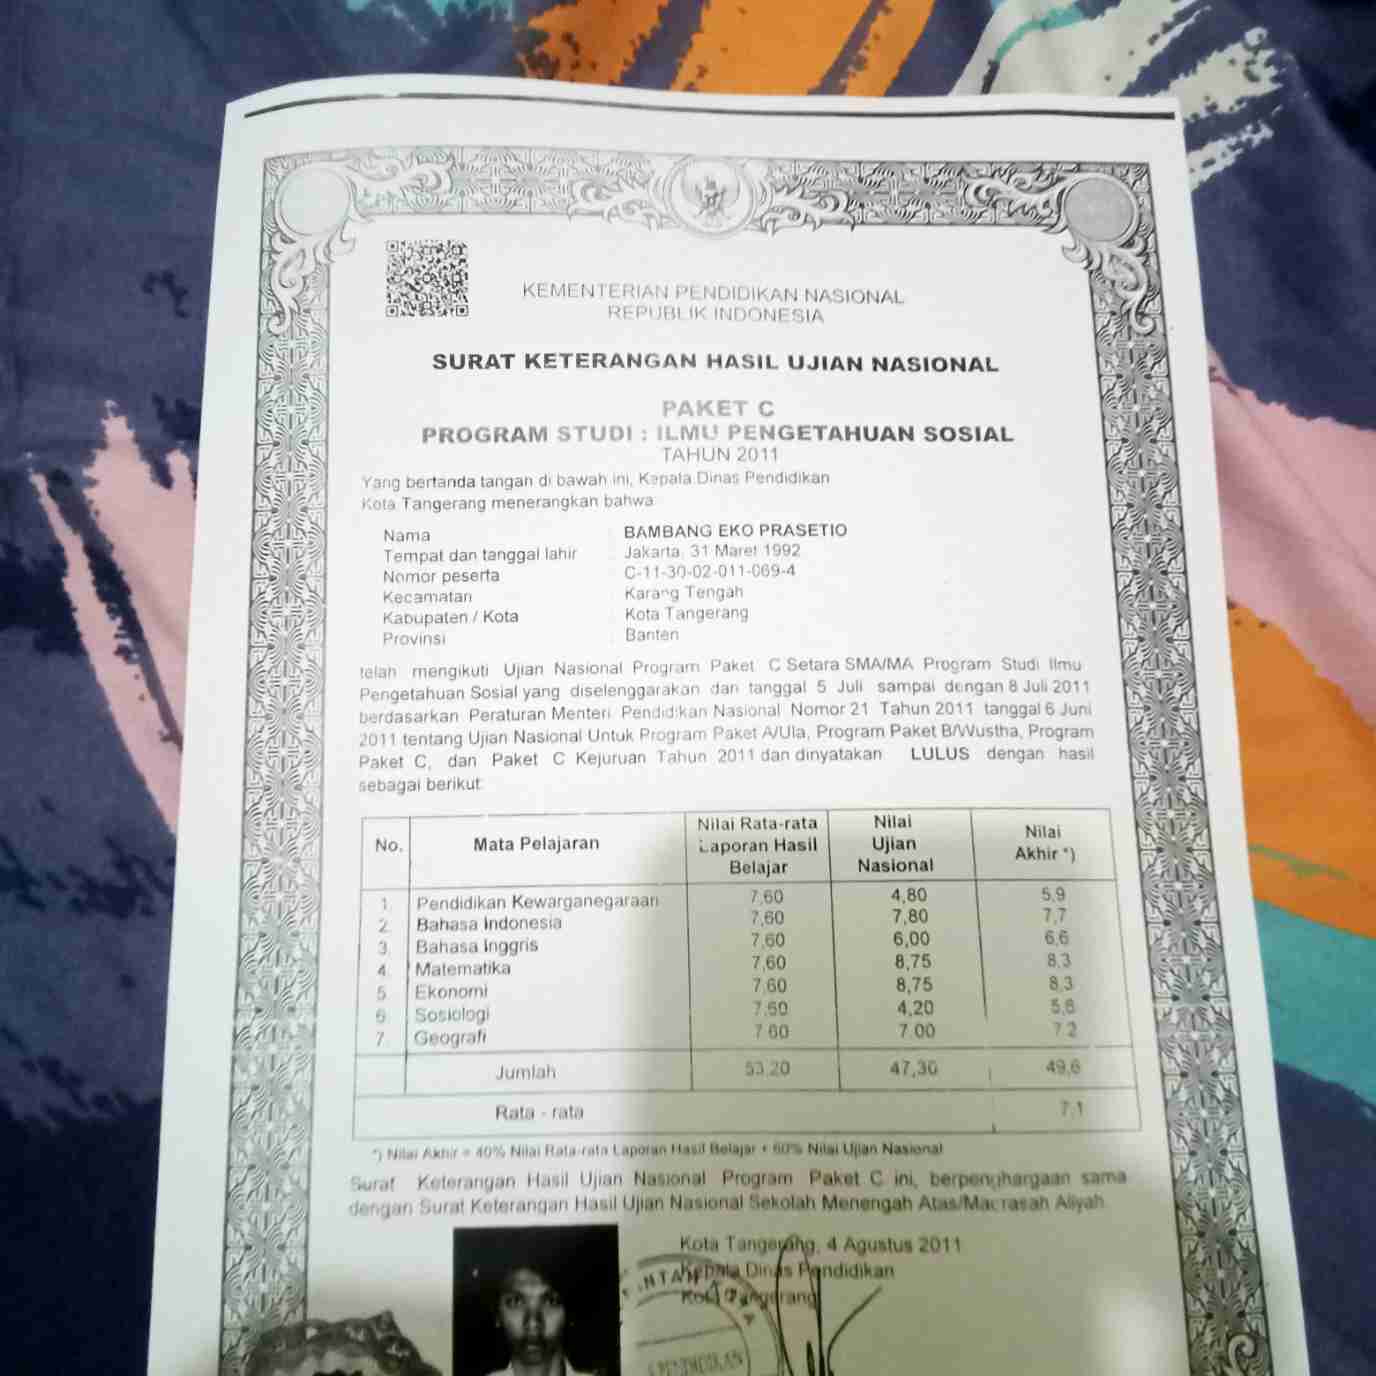 KEMENTERIAN PENDIDIKAN NASIONAL
REPUBLIK INDONESIA
SURAT KETERANGAN HASIL UJIAN NASIONAL
PAKET C
PROGRAM STUDI : ILMU PENGETAHUAN SOSIAL
TAHUN 2011
Yang bertanda tangan di bawah ini, Kepala Dinas Pendidikan
Kota Tangerang menerangkan bahwa
Nama : BAMBANG EKO PRASETIO
Tempat dan tanggal lahir : Jakarta, 31 Maret 1992
Nomor peserta : C-11-30-02-011-069-4
Kecamatan : Karang Tengah
Kabupaten / Kota : Kota Tangerang
Provinsi : Banten
telah mengikuti Ujian Nasional Program Paket C Setara SMA/MA Program Studi Ilmu
Pengetahuan Sosial yang diselenggarakan dari tanggal 5 Juli sampai dengan 8 Juli 2011
berdasarkan Peraturan Menteri Pendidikan Nasional Nomor 21 Tahun 2011 tanggal 6 Juni
2011 tentang Ujian Nasional Untuk Program Paket A/Ula, Program Paket B/Wustha, Program
Paket C, dan Paket C Kejuruan Tahun 2011 dan dinyatakan LULUS dengan hasil
sebagai berikut:
No. Mata Pelajaran Nilai Rata-rata Laporan Hasil Belajar Nilai Ujian Nasional Nilai Akhir *)
1. Pendidikan Kewarganegaraan 7,60 4,80 5,9
2. Bahasa Indonesia 7,60 7,80 7,7
3. Bahasa Inggris 7,60 6,00 6,6
4. Matematika 7,60 8,75 8,3
5. Ekonomi 7,60 8,75 8,3
6. Sosiologi 7,60 4,20 5,6
7. Geografi 7,60 7,00 7,2
Jumlah 53,20 47,30 49,6
Rata - rata 7,1
*) Nilai Akhir = 40% Nilai Rata-rata Laporan Hasil Belajar + 60% Nilai Ujian Nasional
Surat Keterangan Hasil Ujian Nasional Program Paket C ini, berpenghargaan sama
dengan Surat Keterangan Hasil Ujian Nasional Sekolah Menengah Atas/Madrasah Aliyah.
Kota Tangerang, 4 Agustus 2011
Kepala Dinas Pendidikan
Kota Tangerang